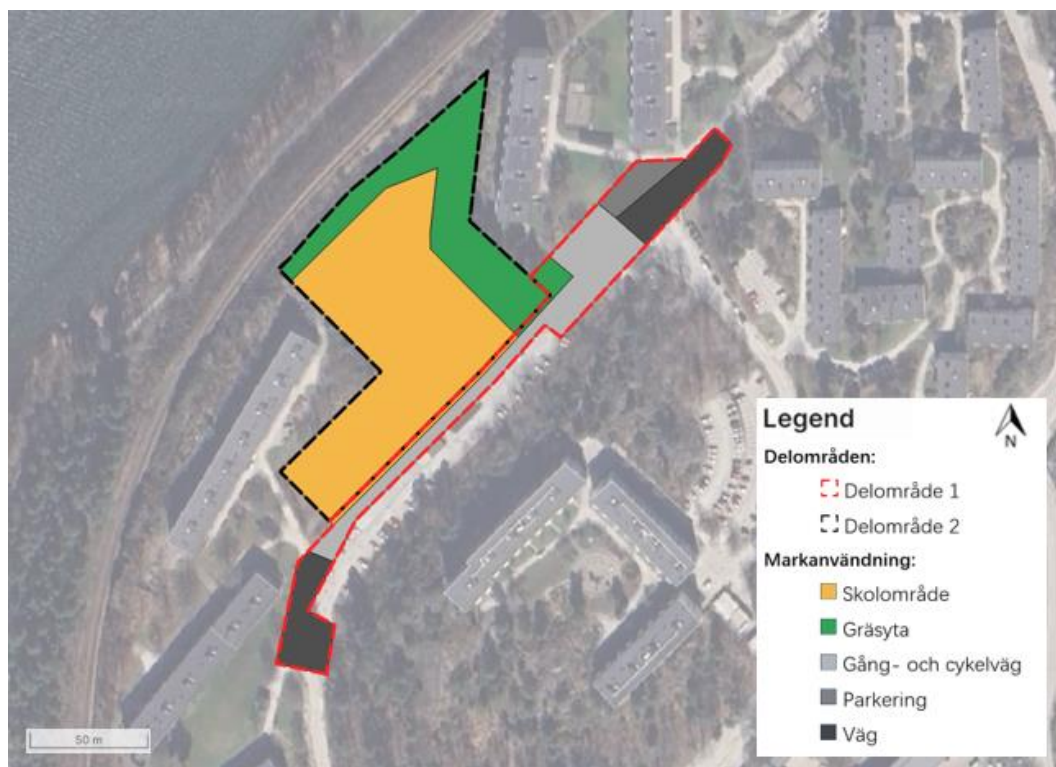 Legend
N
Delområden:
Delområde 1
Delområde 2
Markanvändning:
Skolområde
Gräsyta
Gång- och cykelväg
Parkering
Väg
50 m